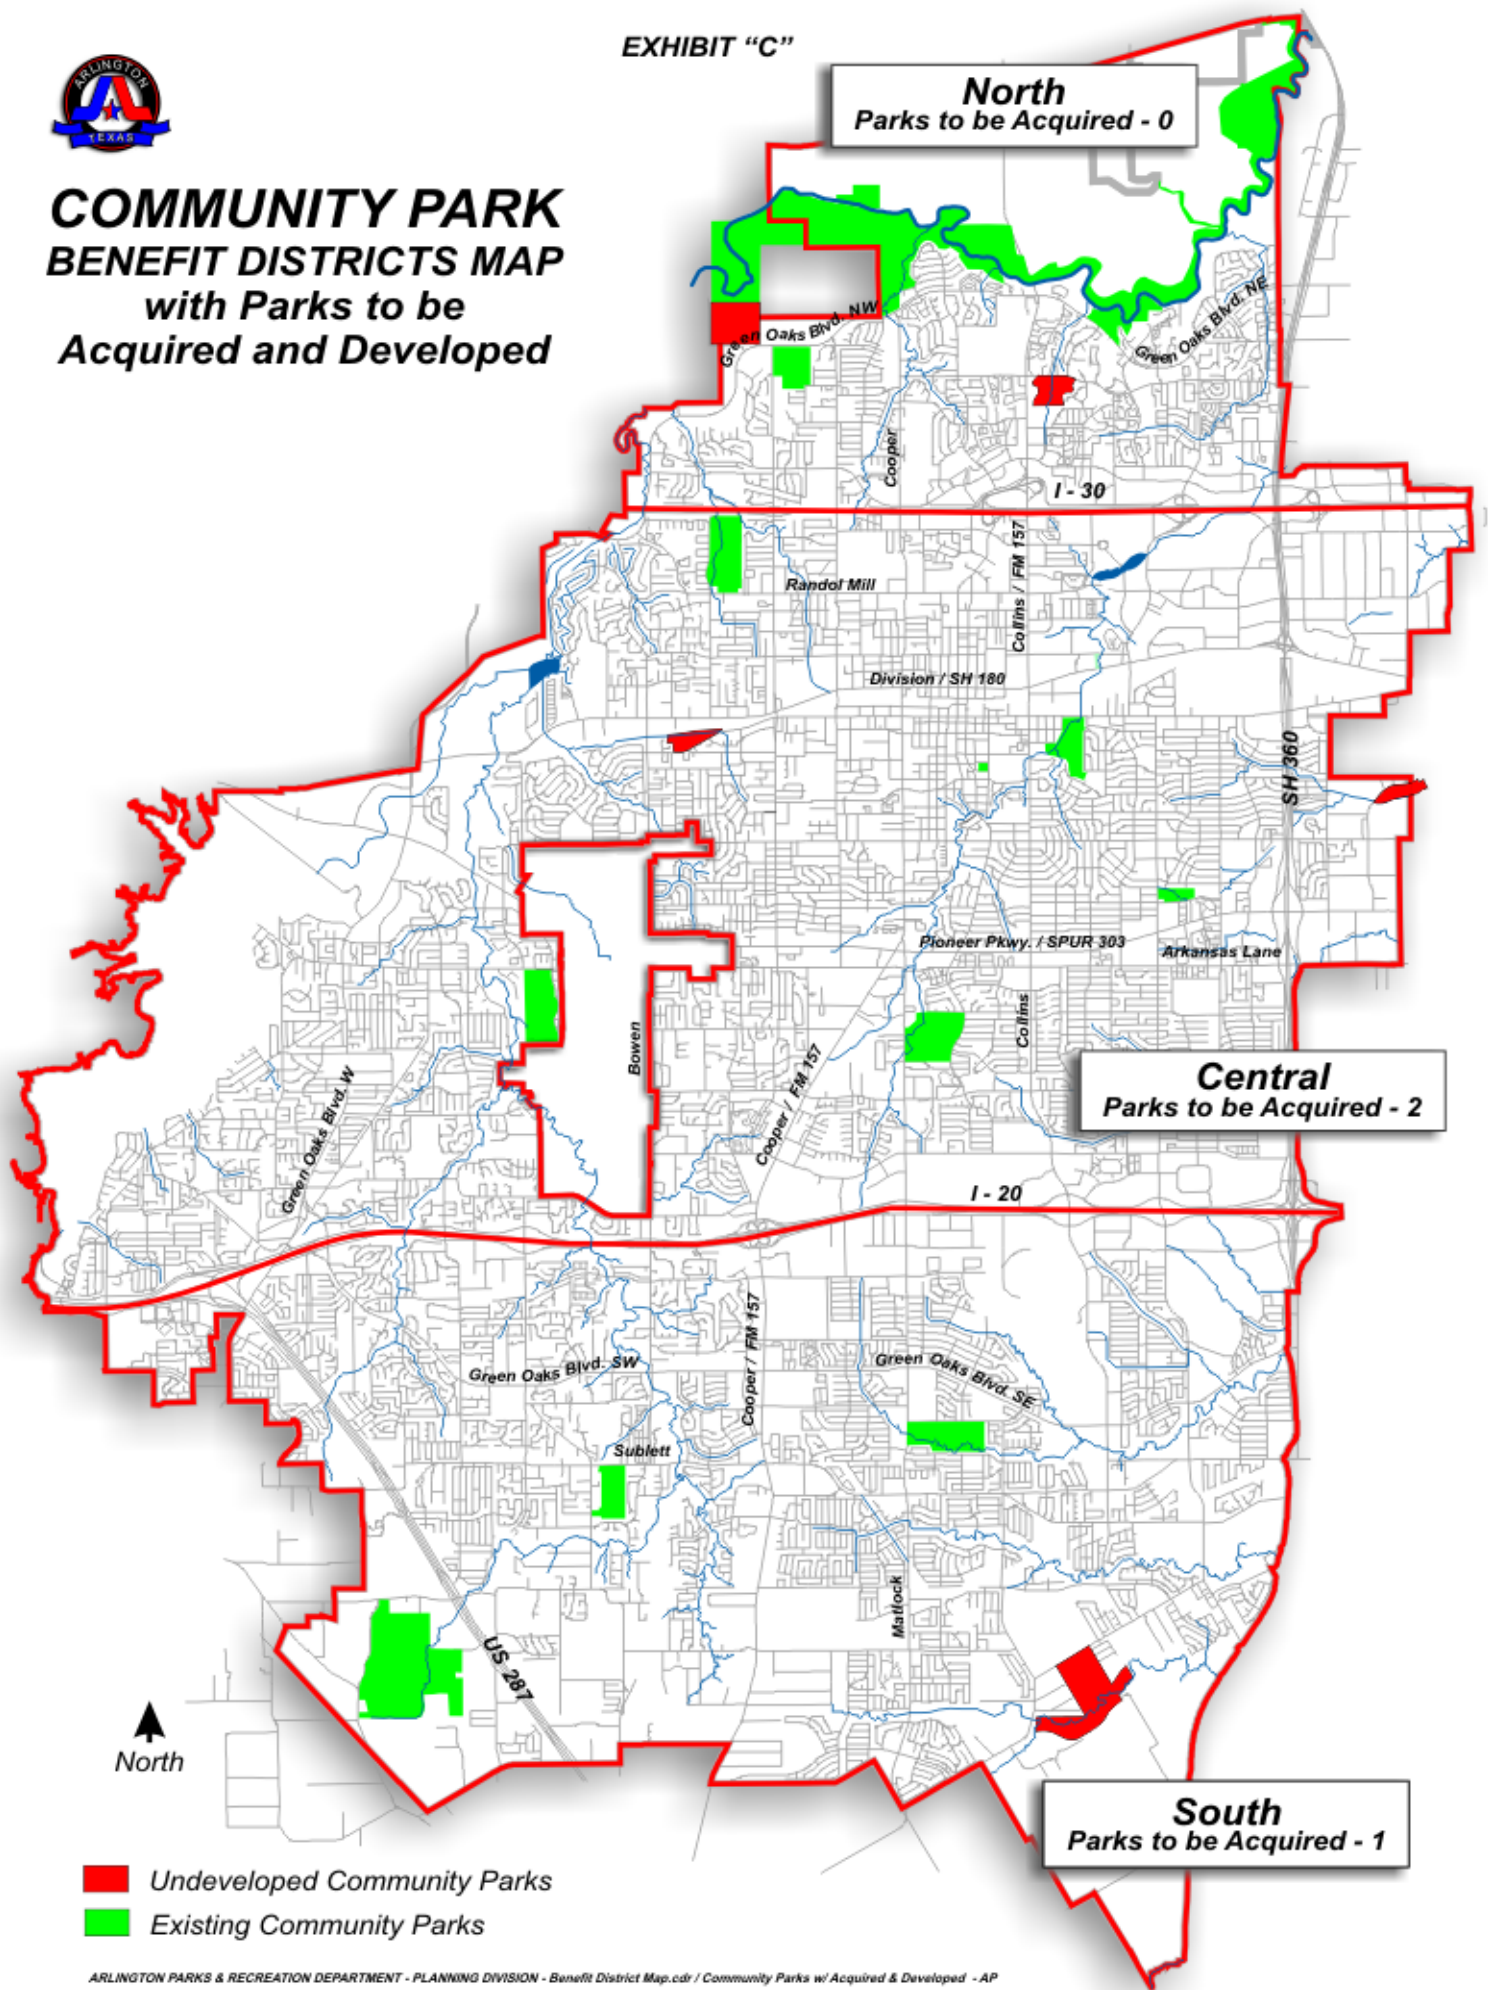 EXHIBIT “C”
ARLINGTON
TEXAS
North
Parks to be Acquired - 0
COMMUNITY PARK
BENEFIT DISTRICTS MAP
with Parks to be
Acquired and Developed
Green Oaks Blvd. NW
Green Oaks Blvd. NE
Cooper
I - 30
Collins / FM 157
Randol Mill
Division / SH 180
SH 360
Pioneer Pkwy. / SPUR 303
Arkansas Lane
Collins
Bowen
Cooper / FM 157
Green Oaks Blvd. W
Central
Parks to be Acquired - 2
I - 20
Cooper / FM 157
Green Oaks Blvd. SW
Green Oaks Blvd. SE
Sublett
Matlock
US 287
North
South
Parks to be Acquired - 1
Undeveloped Community Parks
Existing Community Parks
ARLINGTON PARKS & RECREATION DEPARTMENT - PLANNING DIVISION - Benefit District Map.cdr / Community Parks w/ Acquired & Developed - AP